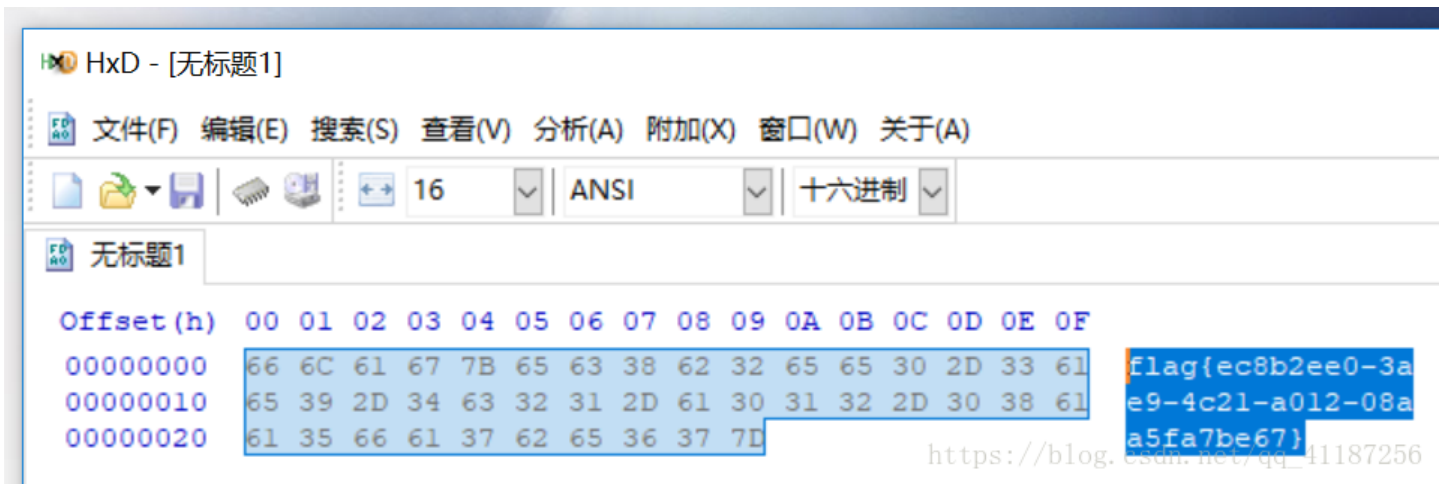 HxD - [无标题1]
文件(F) 编辑(E) 搜索(S) 查看(V) 分析(A) 附加(X) 窗口(W) 关于(A)
16 ANSI 十六进制
无标题1
Offset(h) 00 01 02 03 04 05 06 07 08 09 0A 0B 0C 0D 0E 0F
00000000 66 6C 61 67 7B 65 63 38 62 32 65 65 30 2D 33 61 flag{ec8b2ee0-3a
00000010 65 39 2D 34 63 32 31 2D 61 30 31 32 2D 30 38 61 e9-4c21-a012-08a
00000020 61 35 66 61 37 62 65 36 37 7D a5fa7be67}
https://blog.csdn.net/qq_41187256